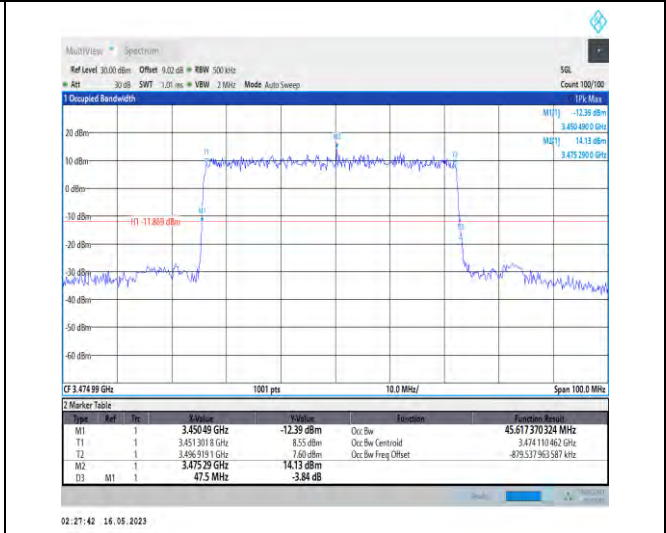 MultiView Spectrum
Ref Level 30.00 dBm Offset 9.02 dB RBW 500 kHz SGL
Att 30 dB SWT 1.01 ms VBW 2 MHz Mode Auto Sweep Count 100/100
1 Occupied Bandwidth 1Pk Max
M1[1] -12.39 dBm
3.450 490 0 GHz
M2[1] 14.13 dBm
3.475 290 0 GHz
20 dBm
M2
T1
T2
10 dBm
0 dBm
M1
-10 dBm
H1 -11.869 dBm
D3
-20 dBm
-30 dBm
-40 dBm
-50 dBm
-60 dBm
CF 3.474 99 GHz 1001 pts 10.0 MHz/ Span 100.0 MHz
2 Marker Table
Type Ref Trc X-Value Y-Value Function Function Result
M1 1 3.45049 GHz -12.39 dBm Occ Bw 45.617 370 324 MHz
T1 1 3.451 301 8 GHz 8.55 dBm Occ Bw Centroid 3.474 110 462 GHz
T2 1 3.496 919 1 GHz 7.60 dBm Occ Bw Freq Offset -879.537 963 587 kHz
M2 1 3.475 29 GHz 14.13 dBm
D3 M1 1 47.5 MHz -3.84 dB
02:27:42 16.05.2023